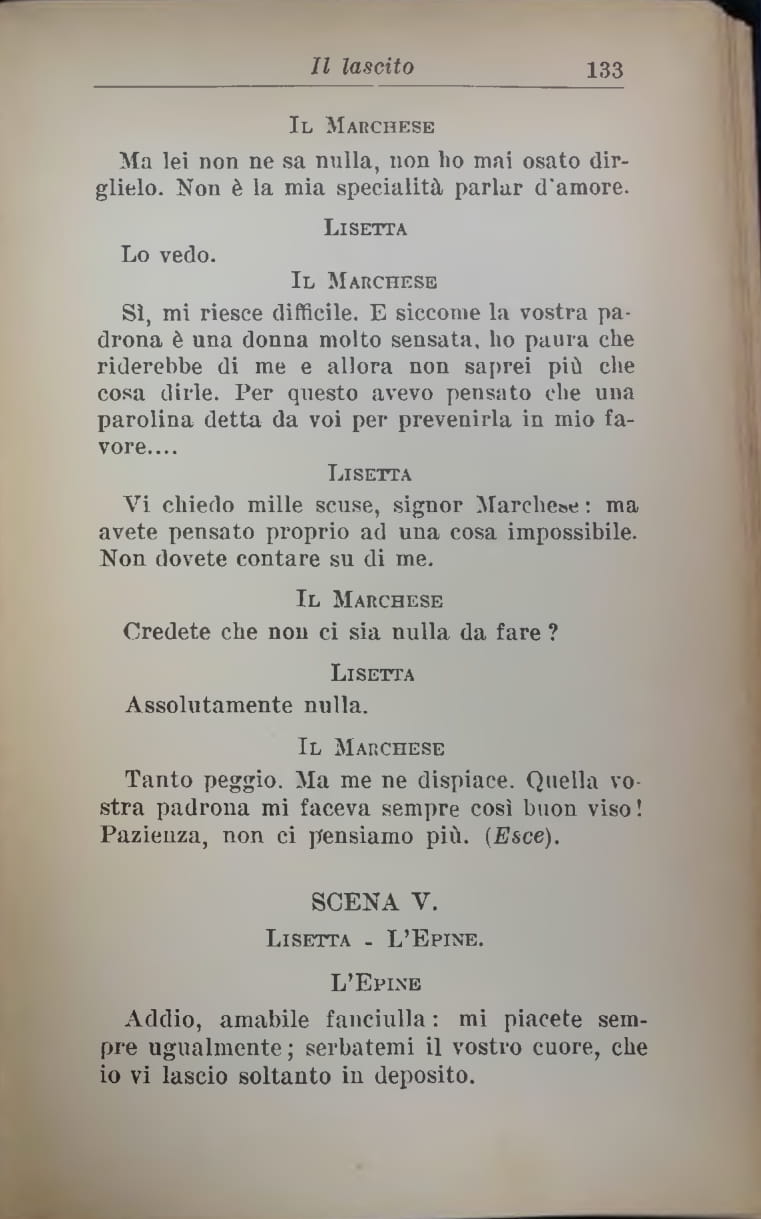 Il lascito 133
Il Marchese
Ma lei non ne sa nulla, non ho mai osato dir-
glielo. Non è la mia specialità parlar d'amore.
Lisetta
Lo vedo.
Il Marchese
Sì, mi riesce difficile. E siccome la vostra pa-
drona è una donna molto sensata, ho paura che
riderebbe di me e allora non saprei più che
cosa dirle. Per questo avevo pensato che una
parolina detta da voi per prevenirla in mio fa-
vore....
Lisetta
Vi chiedo mille scuse, signor Marchese: ma
avete pensato proprio ad una cosa impossibile.
Non dovete contare su di me.
Il Marchese
Credete che non ci sia nulla da fare?
Lisetta
Assolutamente nulla.
Il Marchese
Tanto peggio. Ma me ne dispiace. Quella vo-
stra padrona mi faceva sempre così buon viso!
Pazienza, non ci pensiamo più. (Esce).
SCENA V.
Lisetta - L'Epine.
L'Epine
Addio, amabile fanciulla: mi piacete sem-
pre ugualmente; serbatemi il vostro cuore, che
io vi lascio soltanto in deposito.